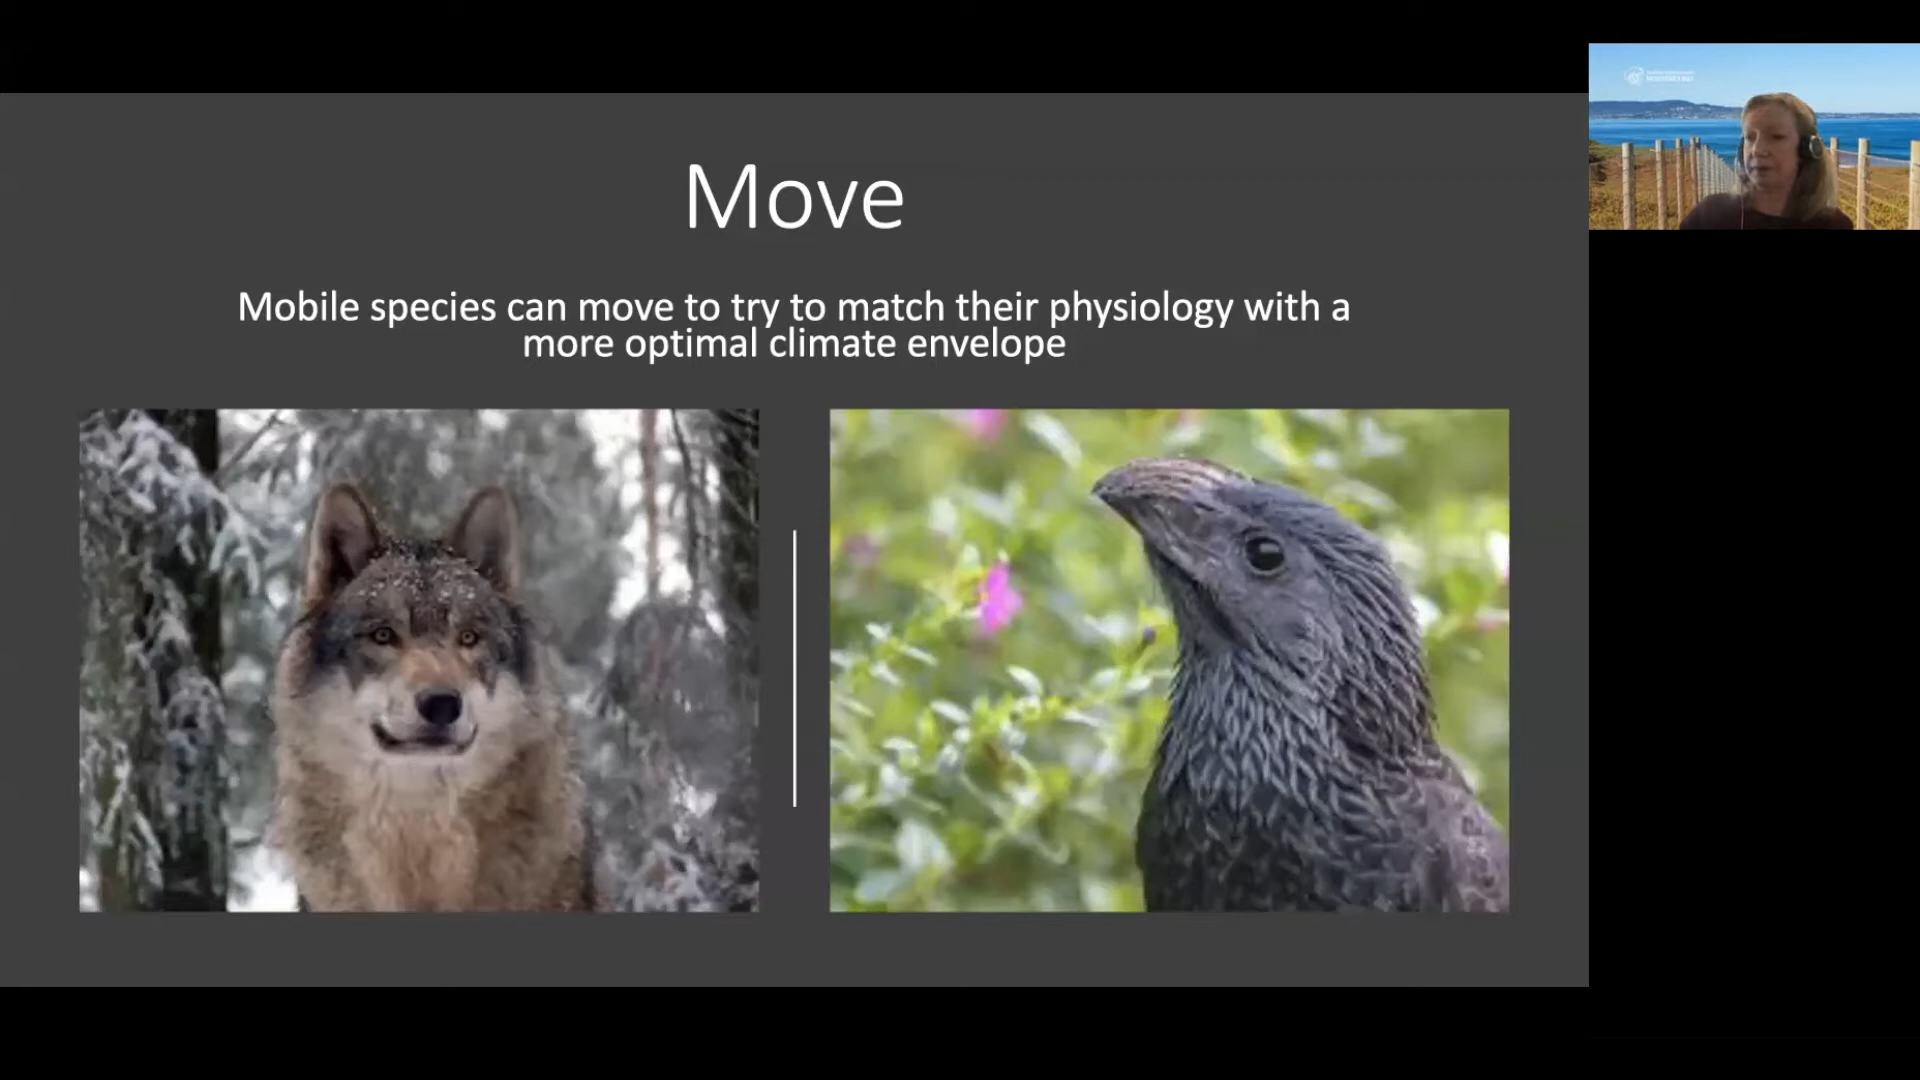 Move
Mobile species can move to try to match their physiology with a
more optimal climate envelope